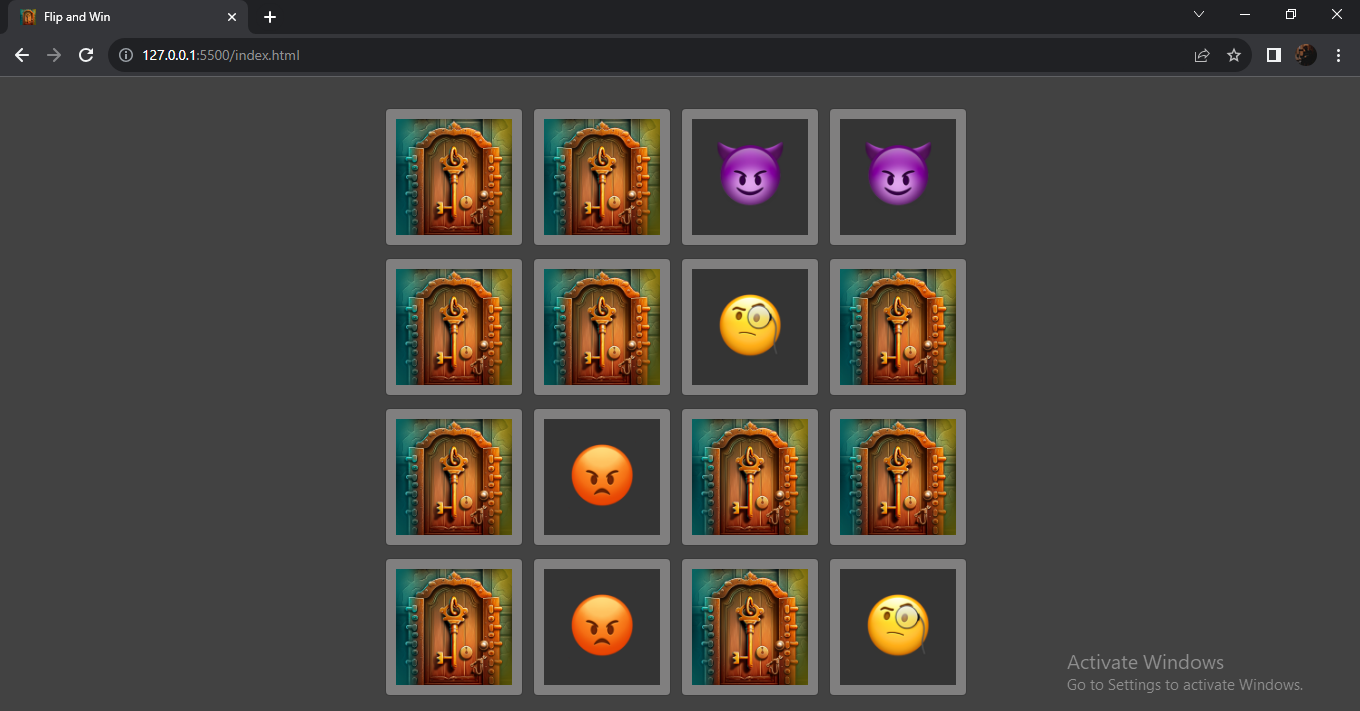 Flip and Win
127.0.0.1:5500/index.html
Activate Windows
Go to Settings to activate Windows.